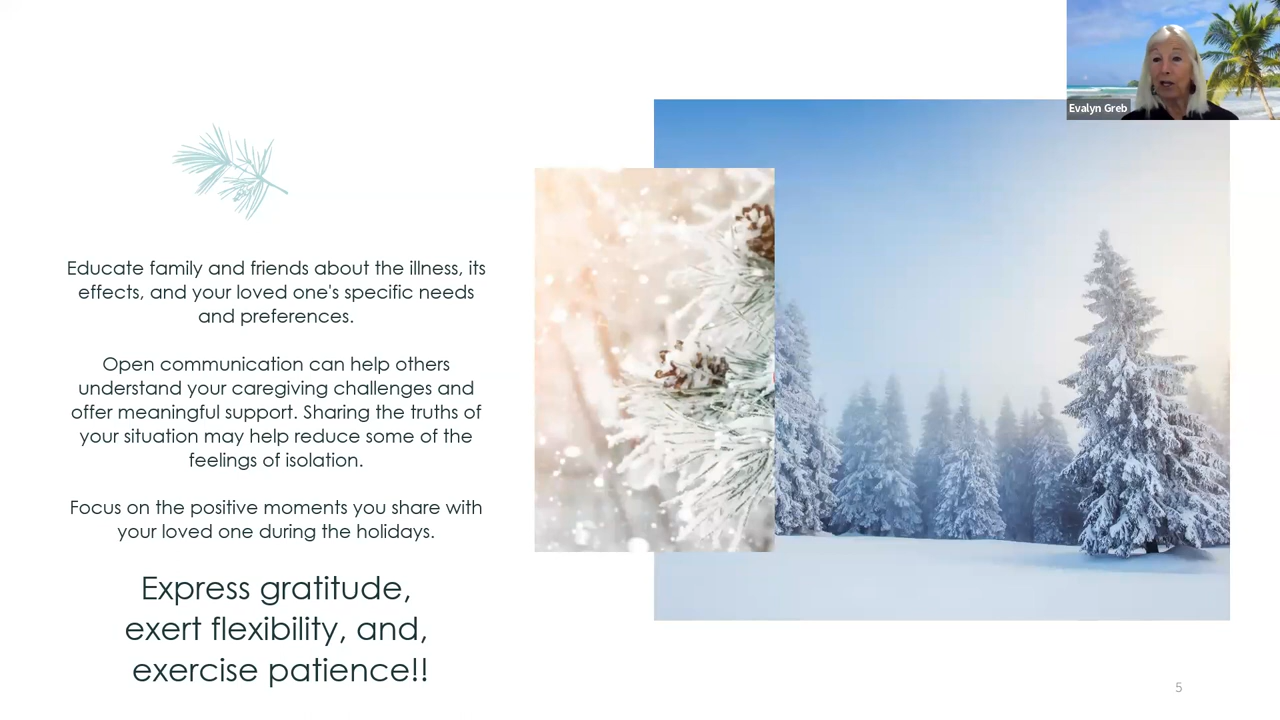 Evalyn Greb
Educate family and friends about the illness, its
effects, and your loved one's specific needs
and preferences.
Open communication can help others
understand your caregiving challenges and
offer meaningful support. Sharing the truths of
your situation may help reduce some of the
feelings of isolation.
Focus on the positive moments you share with
your loved one during the holidays.
Express gratitude,
exert flexibility, and,
exercise patience!!
5